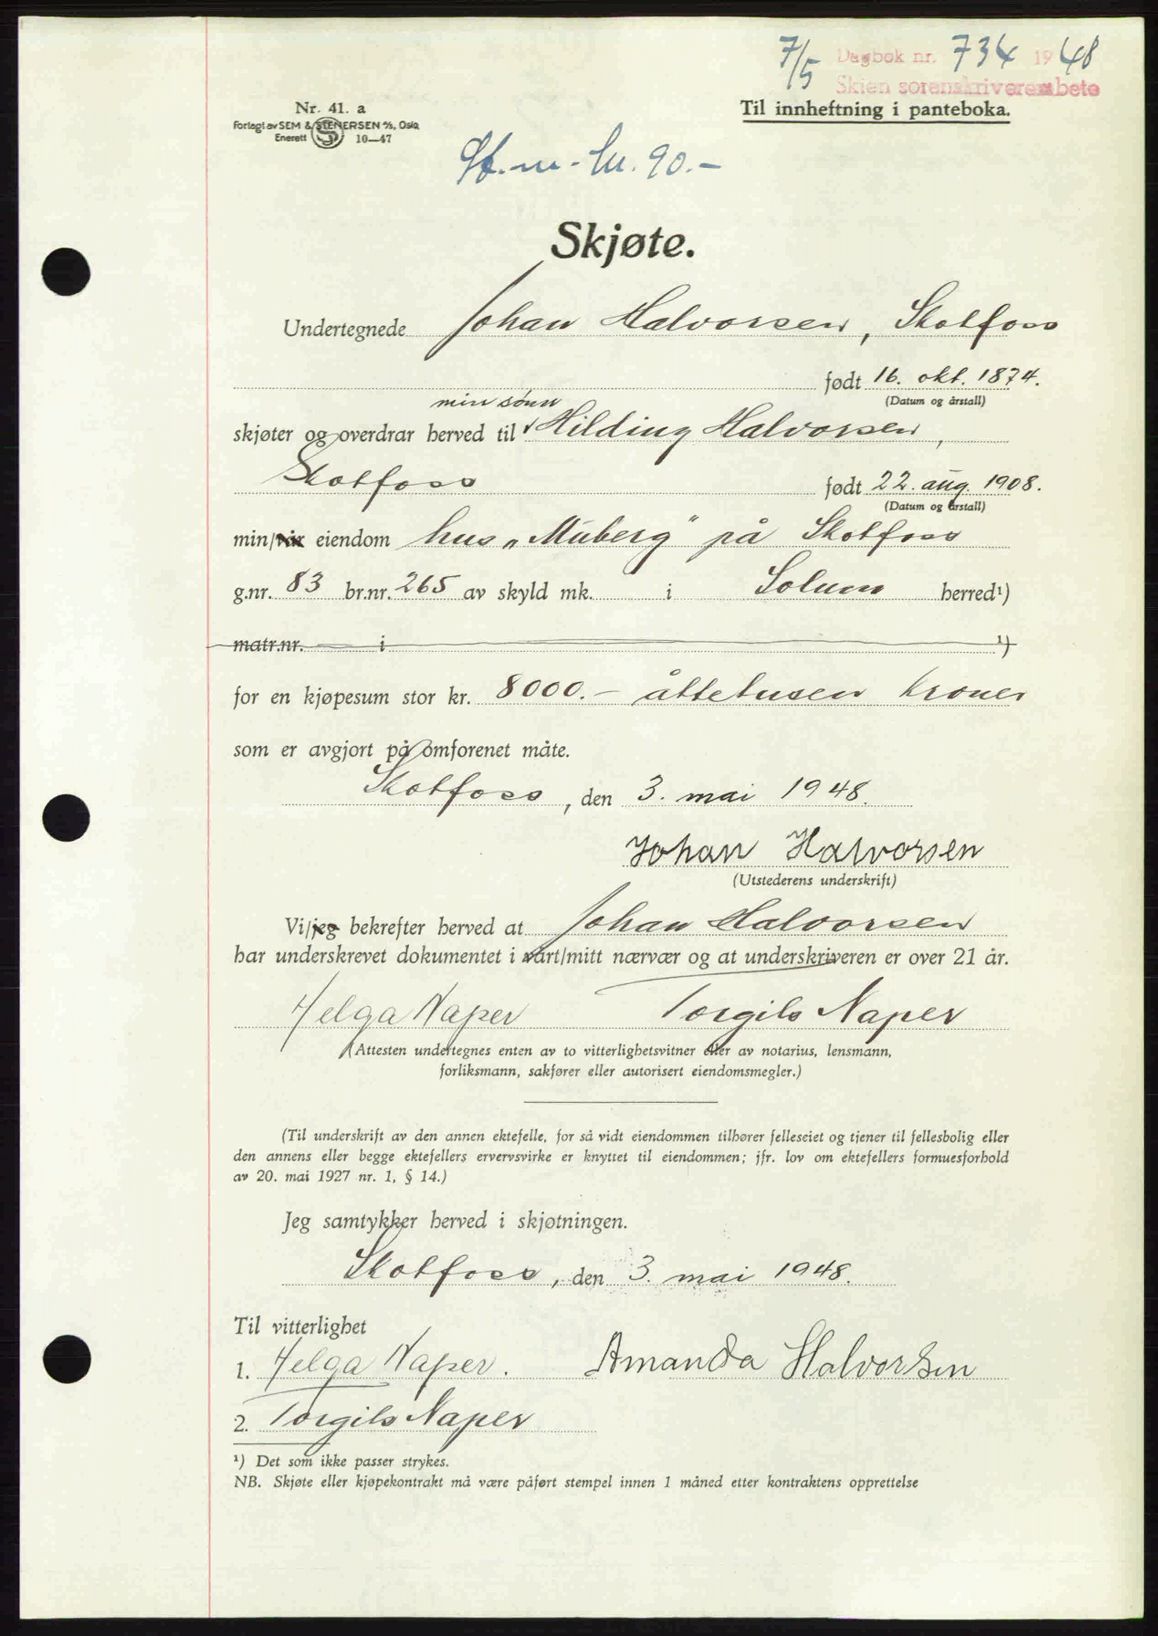 7/5 Dagbok nr. 734 1948
Skien sorenskriverembete
Nr. 41. a
Forlagt av SEM & STENERSEN A/S, Oslo
Enerett S 10—47
Til innheftning i panteboka.
90.-
Skjøte.
Undertegnede Johan Halvorsen, Skotfoss
født 16. okt. 1874.
(Datum og årstall)
min sønn
skjøter og overdrar herved til Hilding Halvorsen,
Skotfoss født 22. aug. 1908.
(Datum og årstall)
min/vår eiendom hus „Muberg" på Skotfoss
g.nr. 83 br.nr. 265 av skyld mk. i Solum herred¹)
matr.nr. i ¹)
for en kjøpesum stor kr. 8000.- åttetusen kroner
som er avgjort på omforenet måte.
Skotfoss, den 3. mai 1948.
Johan Halvorsen
(Utstederens underskrift)
Vi/jeg bekrefter herved at Johan Halvorsen
har underskrevet dokumentet i vårt/mitt nærvær og at underskriveren er over 21 år.
Helga Naper Torgils Naper
(Attesten undertegnes enten av to vitterlighetsvitner eller av notarius, lensmann,
forliksmann, sakfører eller autorisert eiendomsmegler.)
(Til underskrift av den annen ektefelle, for så vidt eiendommen tilhører felleseiet og tjener til fellesbolig eller
den annens eller begge ektefellers ervervsvirke er knyttet til eiendommen; jfr. lov om ektefellers formuesforhold
av 20. mai 1927 nr. 1, § 14.)
Jeg samtykker herved i skjøtningen.
Skotfoss, den 3. mai 1948.
Til vitterlighet
1. Helga Naper. Amanda Halvorsen
2. Torgils Naper
¹) Det som ikke passer strykes.
NB. Skjøte eller kjøpekontrakt må være påført stempel innen 1 måned etter kontraktens opprettelse